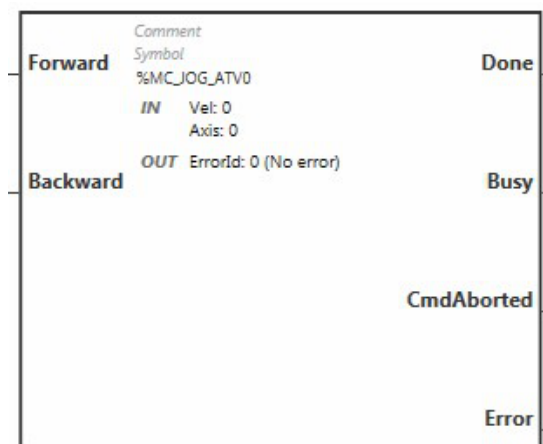 Comment
Forward
Symbol
Done
%MC_JOG_ATV0
IN Vel: 0
Axis: 0
OUT ErrorId: 0 (No error)
Backward
Busy
CmdAborted
Error